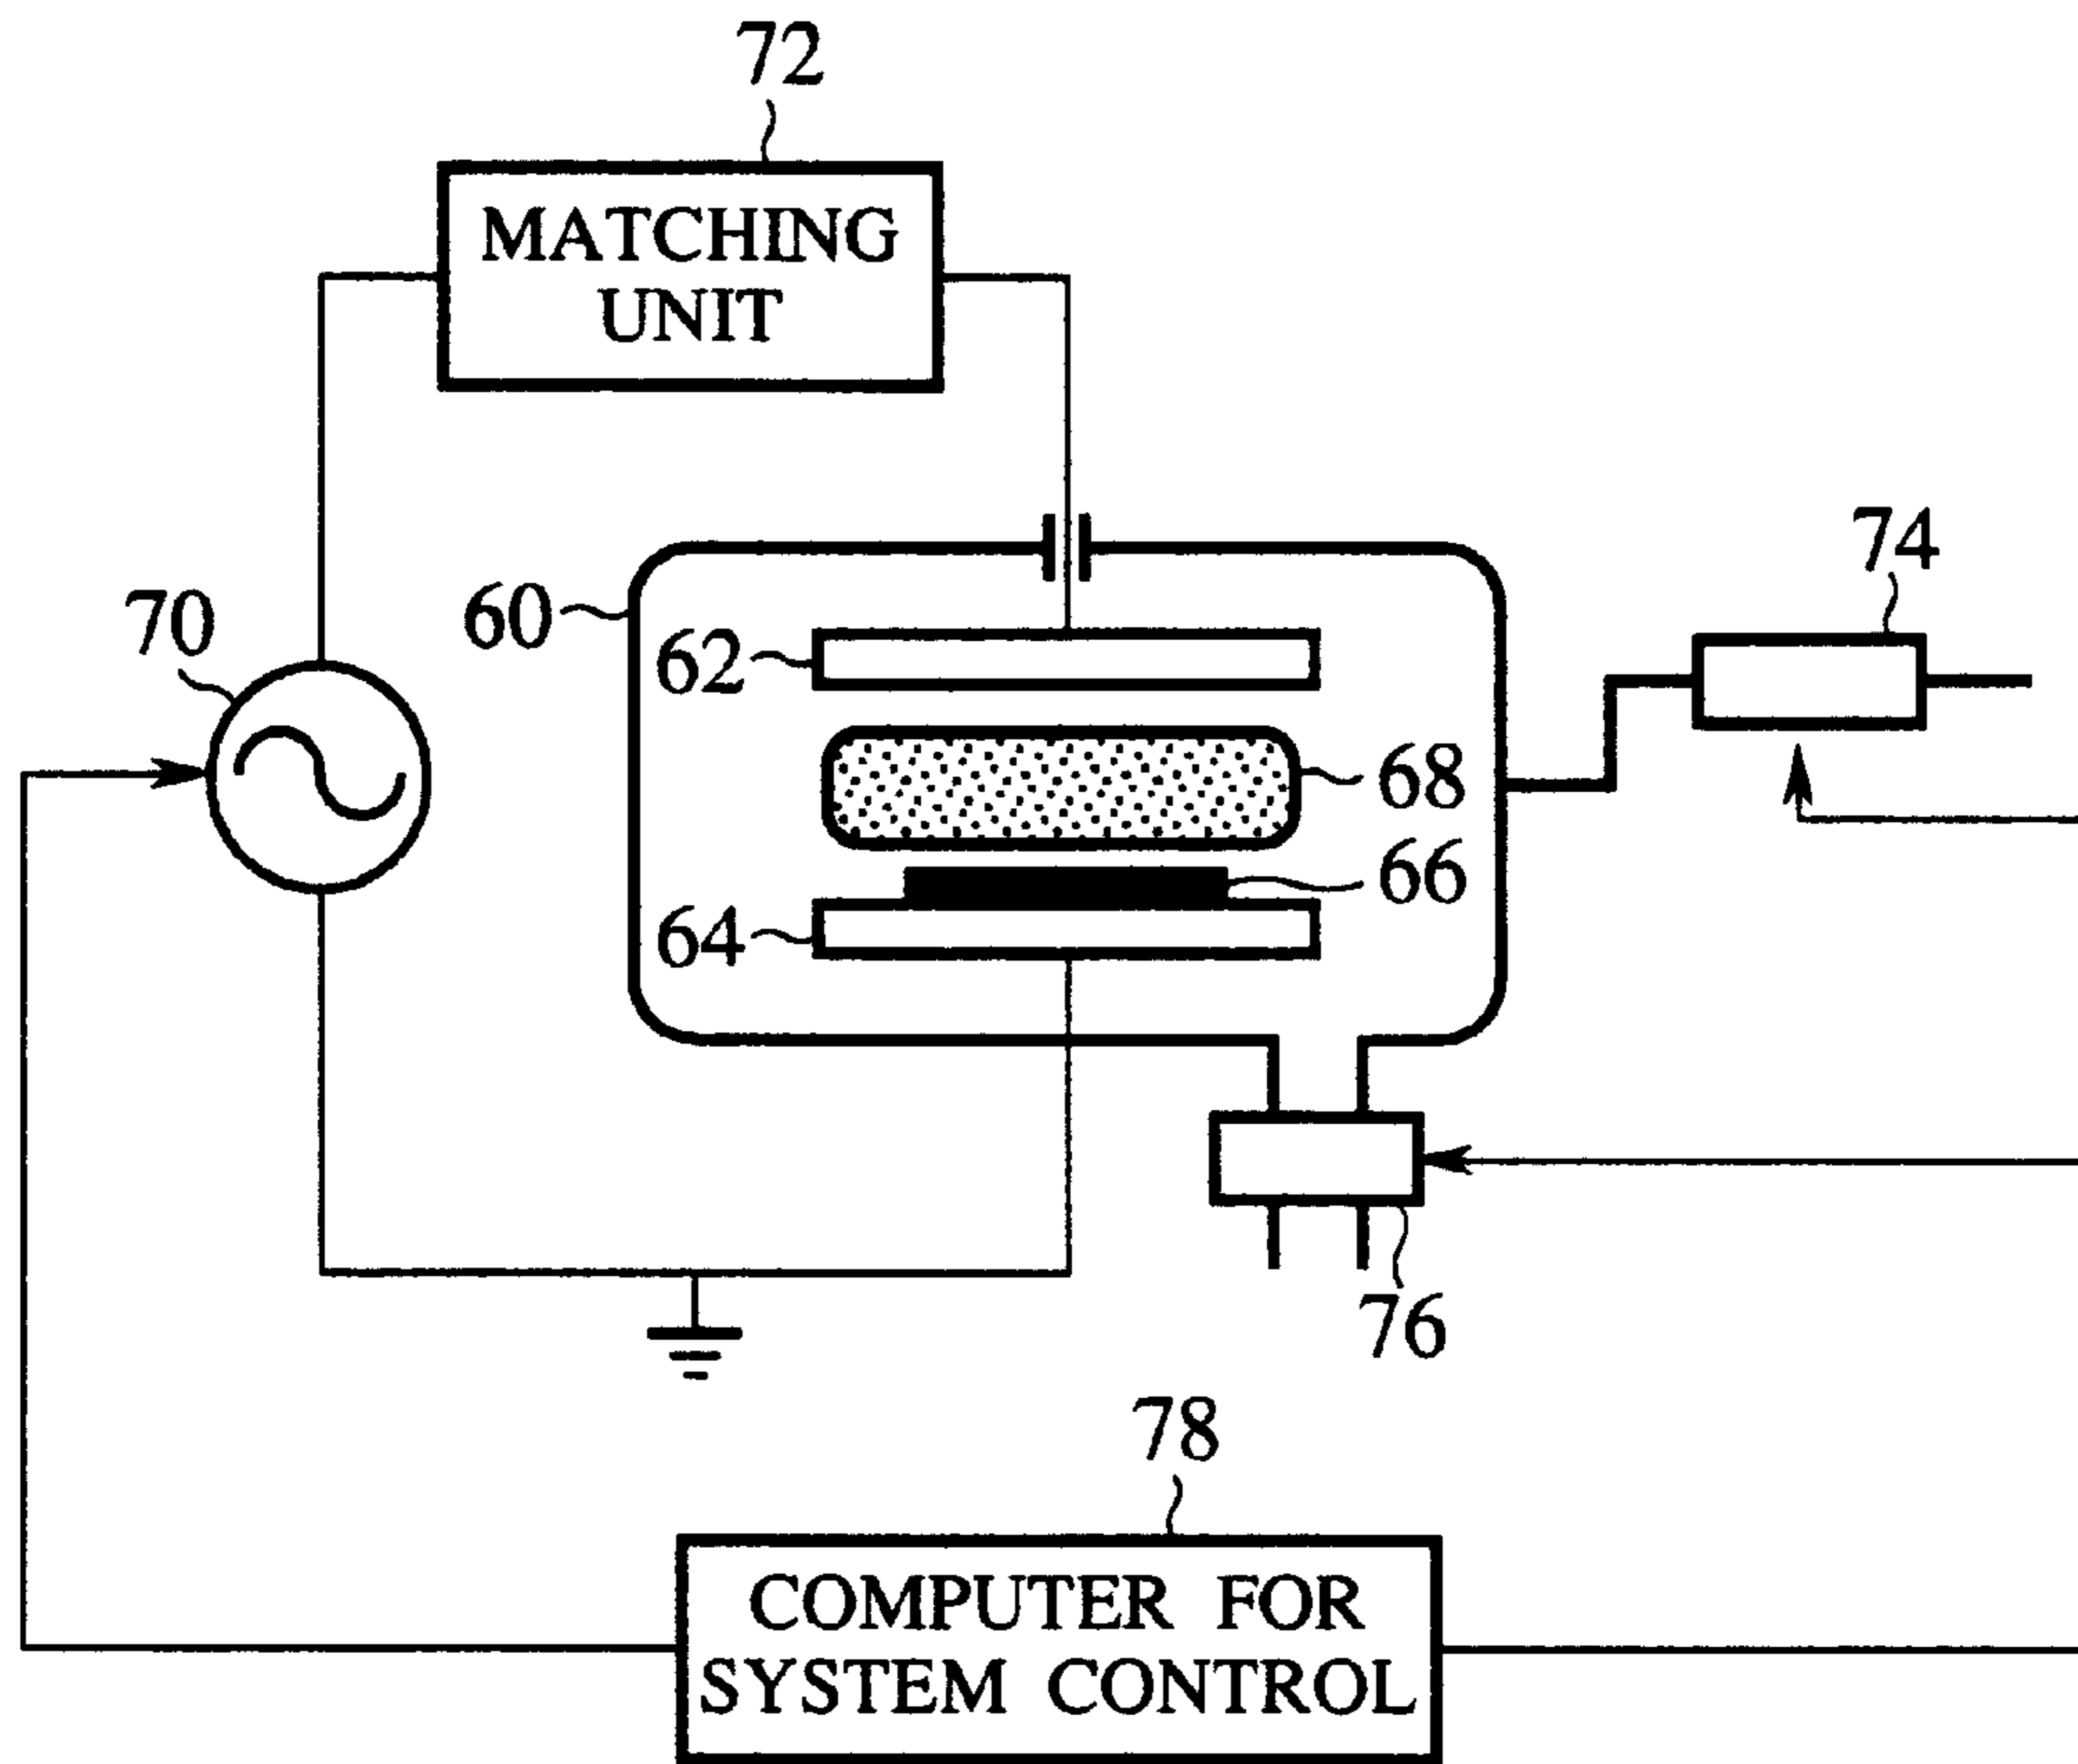 72
MATCHING
UNIT
74
70
60
62
68
66
64
76
78
COMPUTER FOR
SYSTEM CONTROL